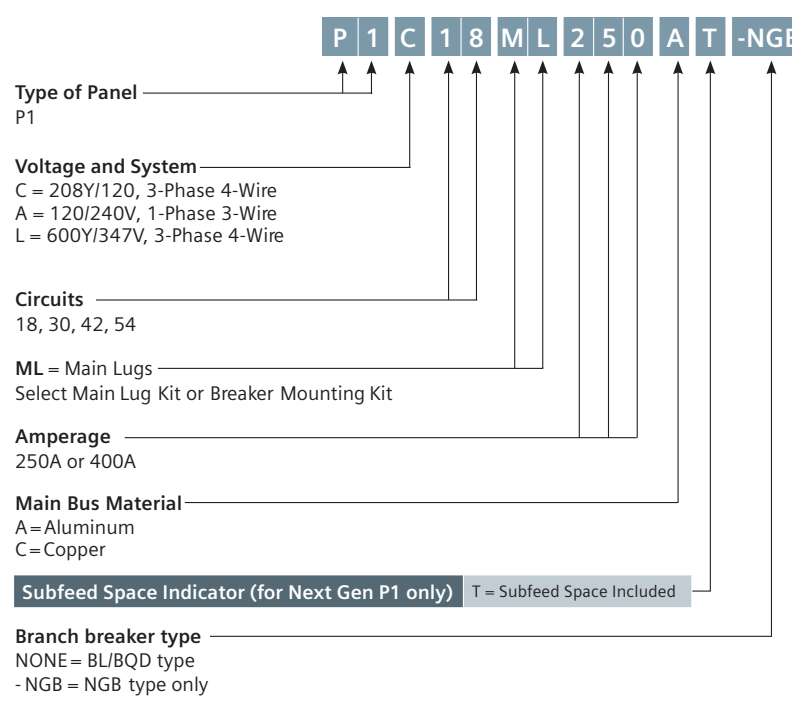 P 1 C 1 8 M L 2 5 0 A T -NGB
Type of Panel
P1
Voltage and System
C = 208Y/120, 3-Phase 4-Wire
A = 120/240V, 1-Phase 3-Wire
L = 600Y/347V, 3-Phase 4-Wire
Circuits
18, 30, 42, 54
ML = Main Lugs
Select Main Lug Kit or Breaker Mounting Kit
Amperage
250A or 400A
Main Bus Material
A=Aluminum
C=Copper
Subfeed Space Indicator (for Next Gen P1 only) T = Subfeed Space Included
Branch breaker type
NONE= BL/BQD type
- NGB = NGB type only